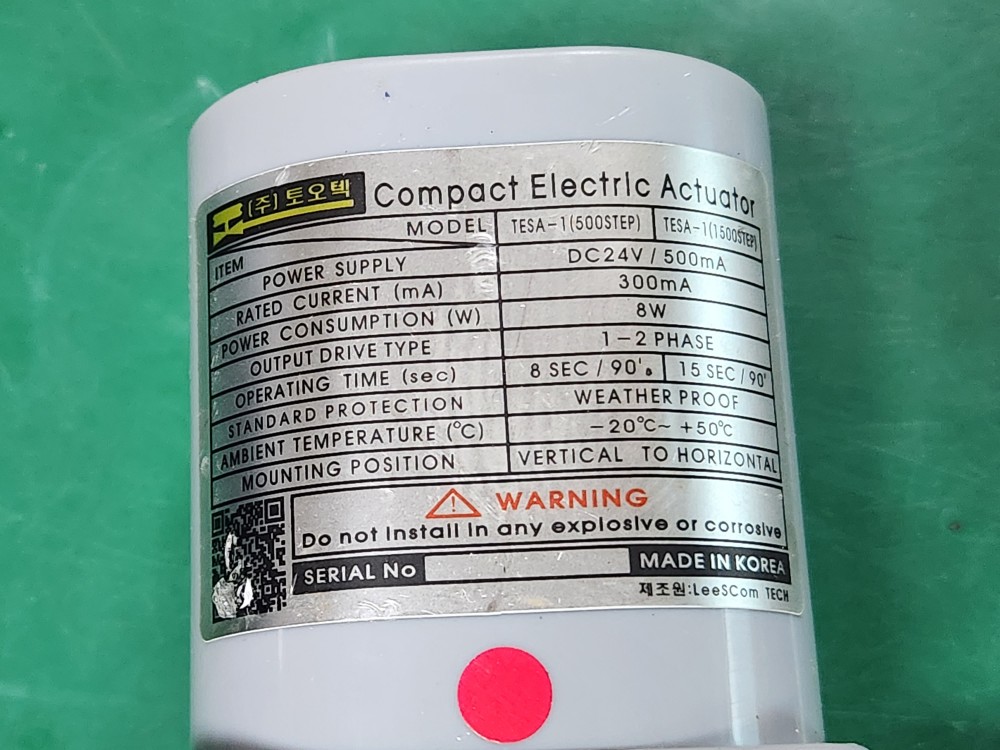 (주) 토오텍 Compact Electric Actuator
MODEL TESA-1(500STEP) TESA-1(1500STEP)
ITEM
POWER SUPPLY DC24V / 500mA
RATED CURRENT (mA) 300mA
POWER CONSUMPTION (W) 8W
OUTPUT DRIVE TYPE 1-2 PHASE
OPERATING TIME (sec) 8 SEC / 90° 15 SEC / 90°
STANDARD PROTECTION WEATHER PROOF
AMBIENT TEMPERATURE (℃) -20℃~ +50℃
MOUNTING POSITION VERTICAL TO HORIZONTAL
WARNING
Do not install in any explosive or corrosive
SERIAL No MADE IN KOREA
제조원:LeeSCom TECH